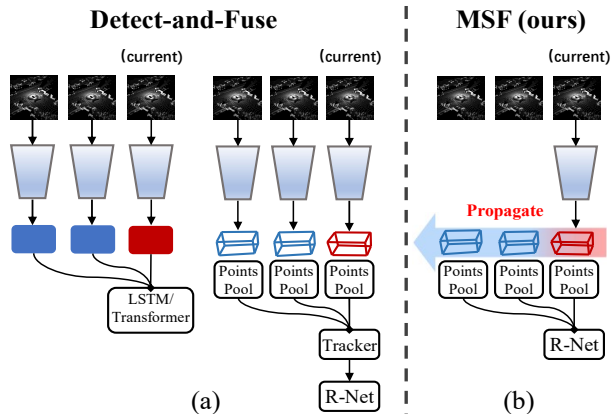 Detect-and-Fuse
MSF (ours)
(current)
(current)
(current)
Propagate
Points
Pool
Points
Pool
Points
Pool
Points
Pool
Points
Pool
Points
Pool
LSTM/
Transformer
Tracker
R-Net
R-Net
(a)
(b)